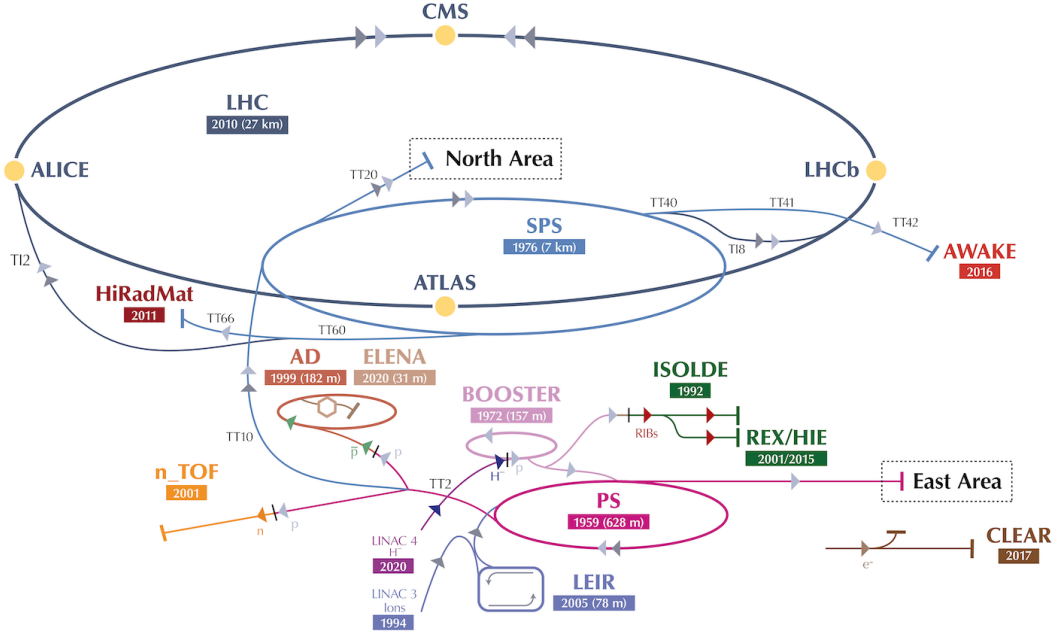 CMS
LHC
2010 (27 km)
ALICE
North Area
LHCb
TT20
TT40
TT41
SPS
1976 (7 km)
TT42
TI8
TI2
AWAKE
2016
ATLAS
HiRadMat
2011
TT66
TT60
AD
1999 (182 m)
ELENA
2020 (31 m)
ISOLDE
1992
BOOSTER
1972 (157 m)
RIBs
REX/HIE
2001/2015
TT10
p̅
p
H⁻
p
n_TOF
2001
TT2
East Area
PS
1959 (628 m)
n
p
LINAC 4
H⁻
2020
CLEAR
2017
e⁻
LINAC 3
Ions
1994
LEIR
2005 (78 m)